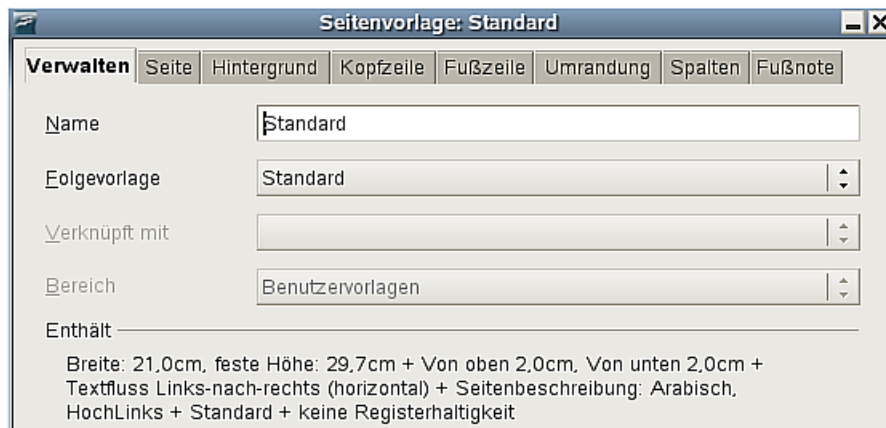 Seitenvorlage: Standard
Verwalten Seite Hintergrund Kopfzeile Fußzeile Umrandung Spalten Fußnote
Name Standard
Folgevorlage Standard
Verknüpft mit
Bereich Benutzervorlagen
Enthält
Breite: 21,0cm, feste Höhe: 29,7cm + Von oben 2,0cm, Von unten 2,0cm +
Textfluss Links-nach-rechts (horizontal) + Seitenbeschreibung: Arabisch,
HochLinks + Standard + keine Registerhaltigkeit